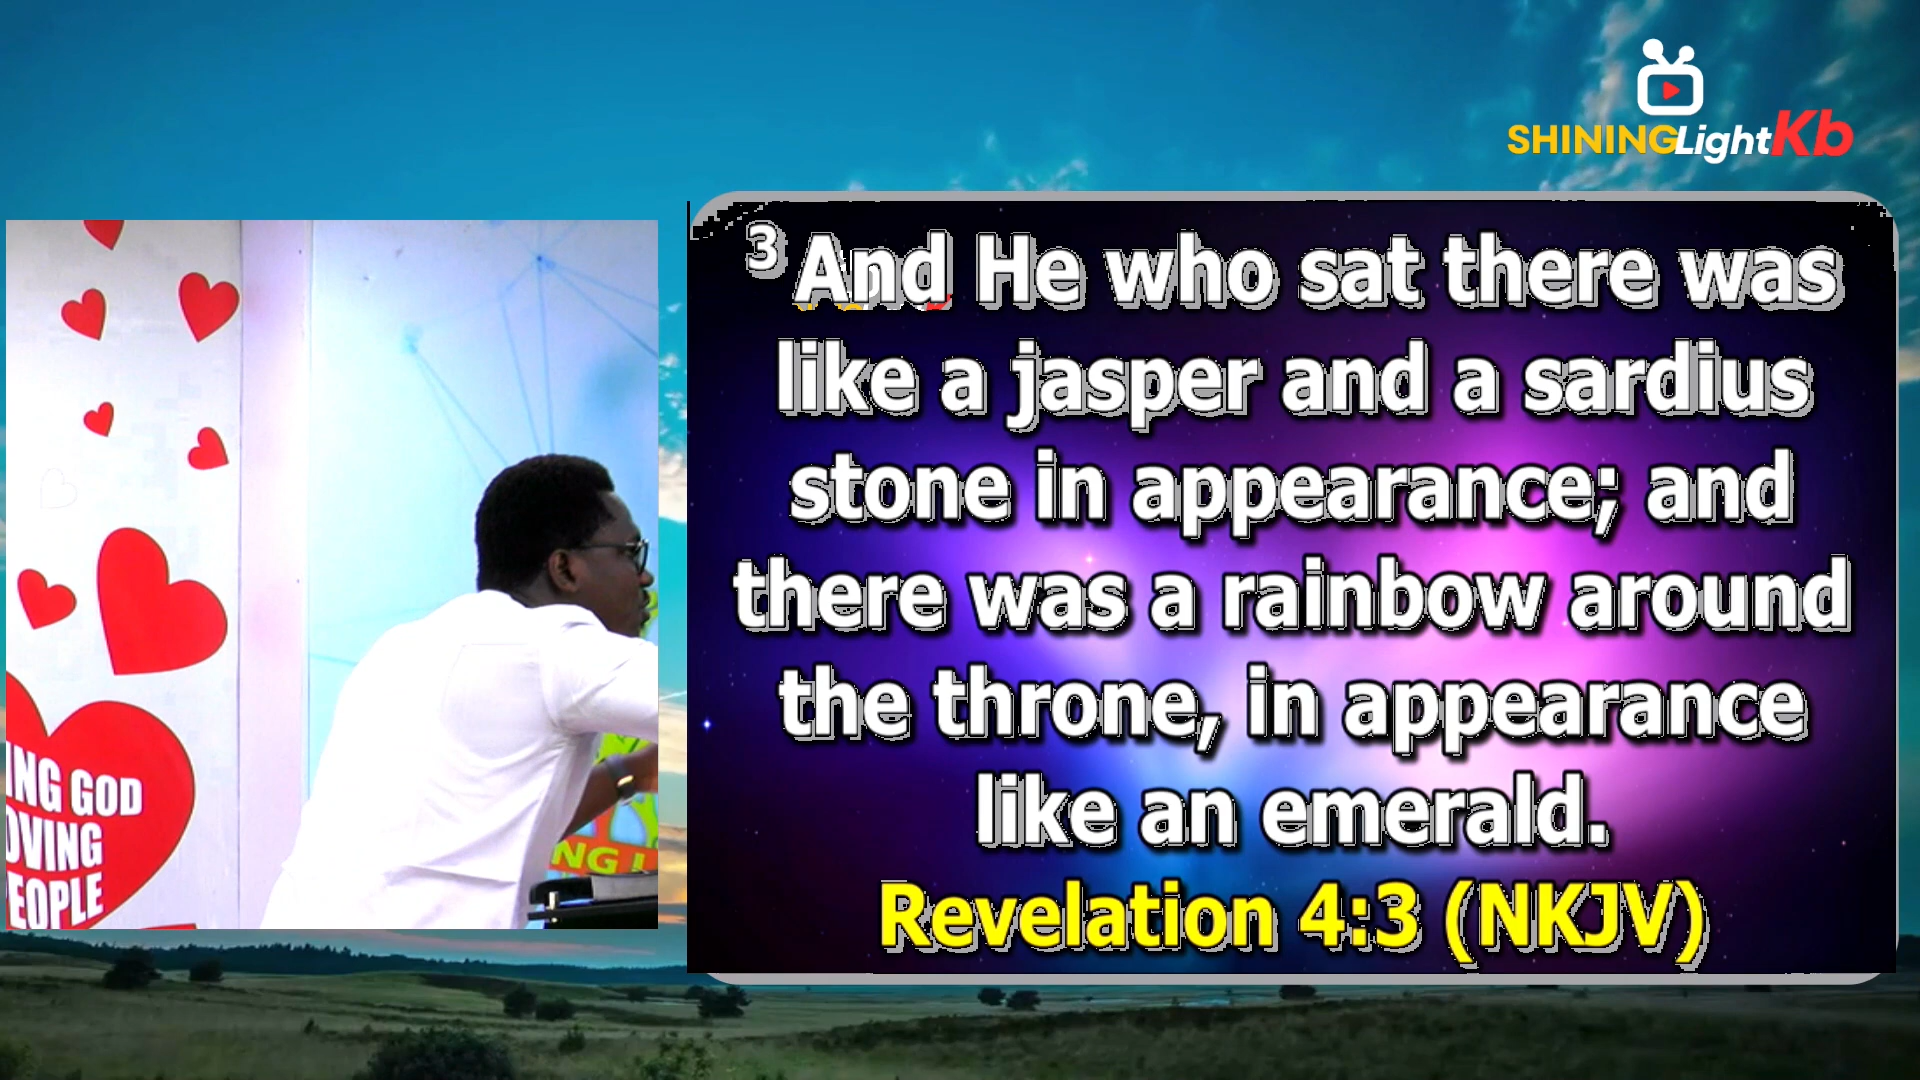 SHININGLightKb
3 And He who sat there was
like a jasper and a sardius
stone in appearance; and
there was a rainbow around
the throne, in appearance
like an emerald.
Revelation 4:3 (NKJV)
ING GOD
OVING
EOPLE
NG L